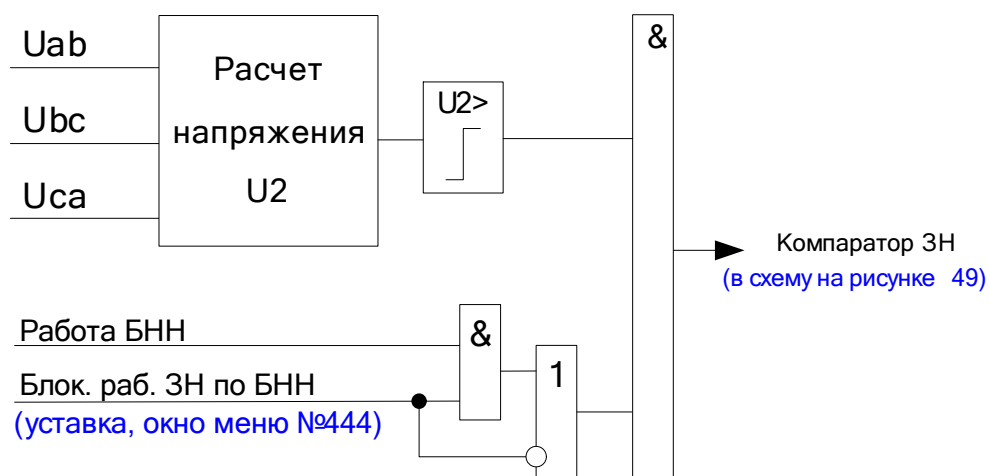 Uab
Ubc
Uca
Расчет
напряжения
U2
U2>
&
Компаратор ЗН
(в схему на рисунке 49)
Работа БНН
Блок. раб. ЗН по БНН
(уставка, окно меню №444)
&
1